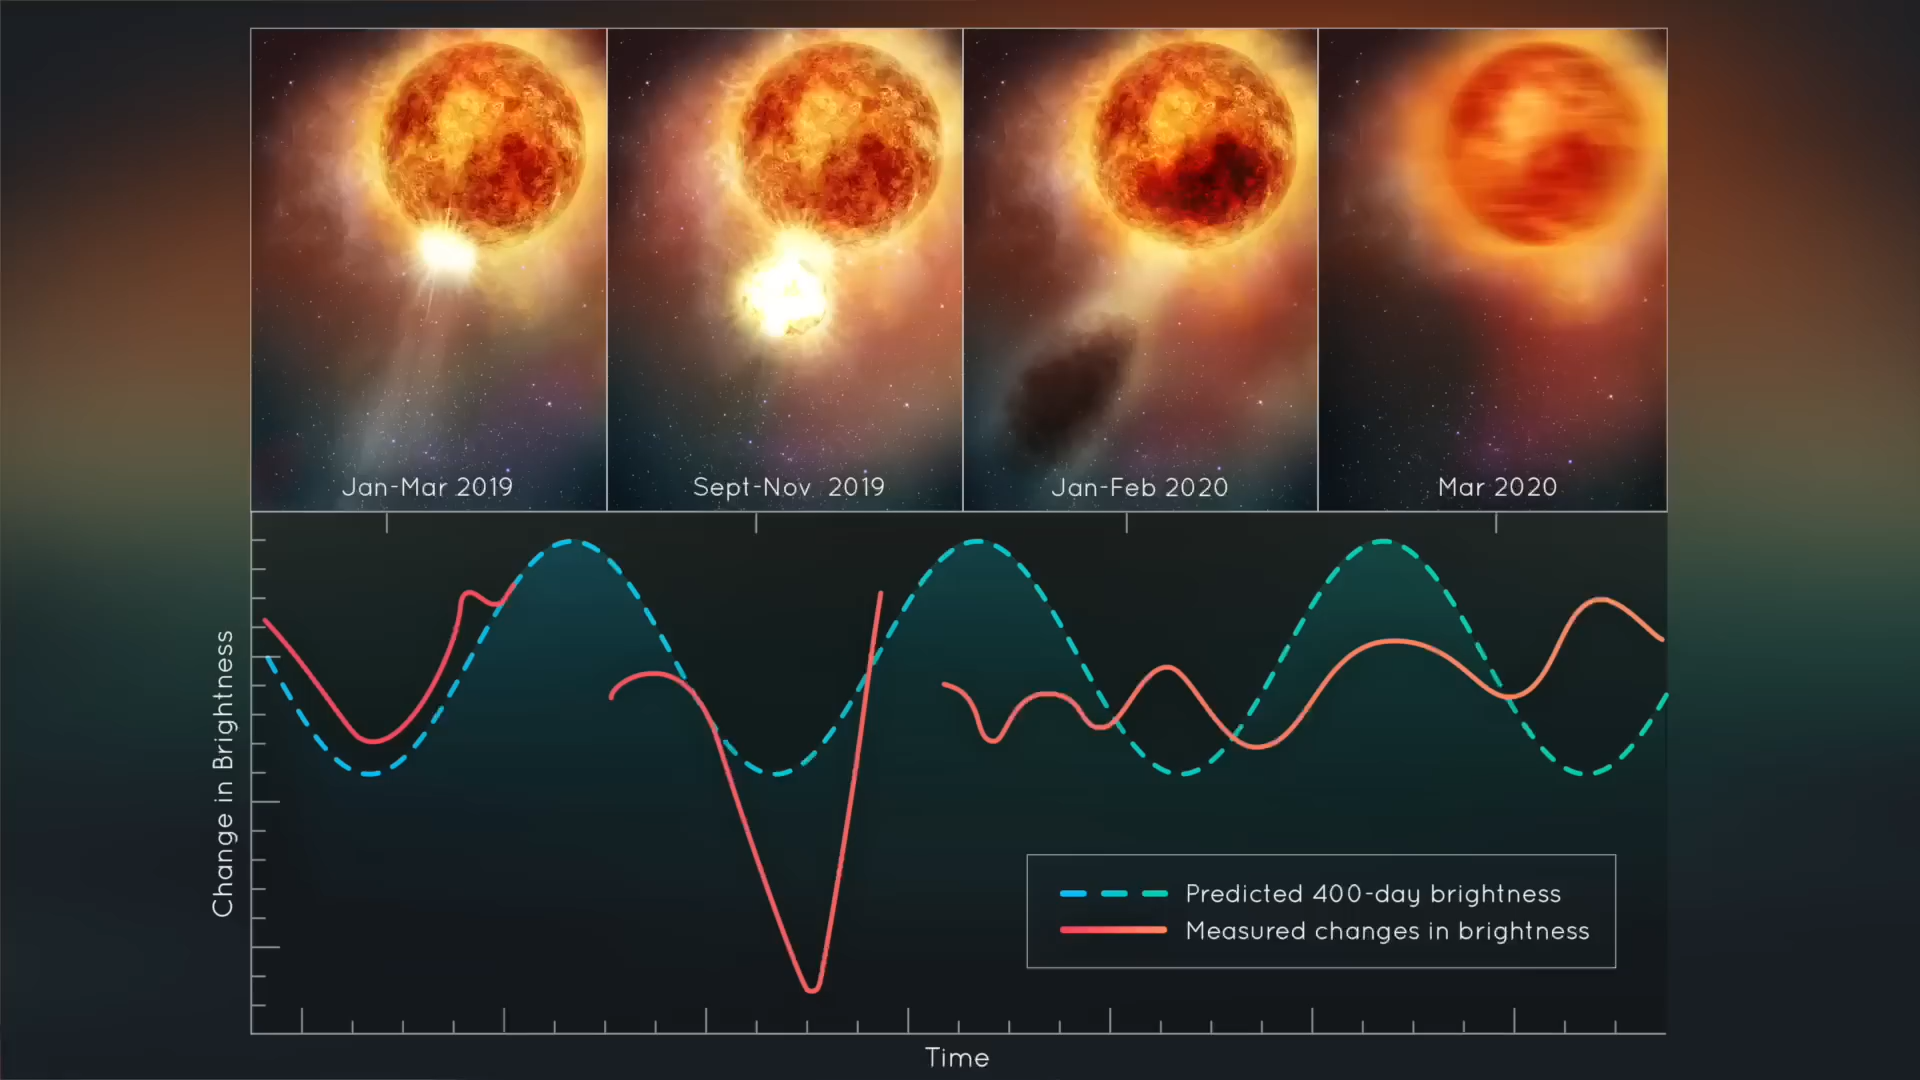 Jan-Mar 2019
Sept-Nov 2019
Jan-Feb 2020
Mar 2020
Change in Brightness
Predicted 400-day brightness
Measured changes in brightness
Time